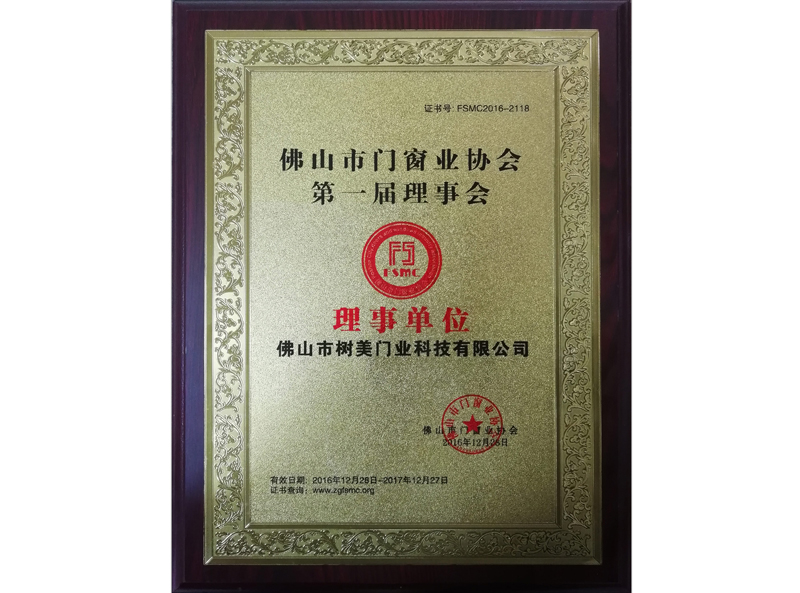 证书号: FSMC2016-2118
佛山市门窗业协会
第一届理事会
FSMC
理事单位
佛山市树美门业科技有限公司
佛山市门窗业协会
2016年12月28日
有效日期: 2016年12月28日-2017年12月27日
证书查询: www.zgfsmc.org